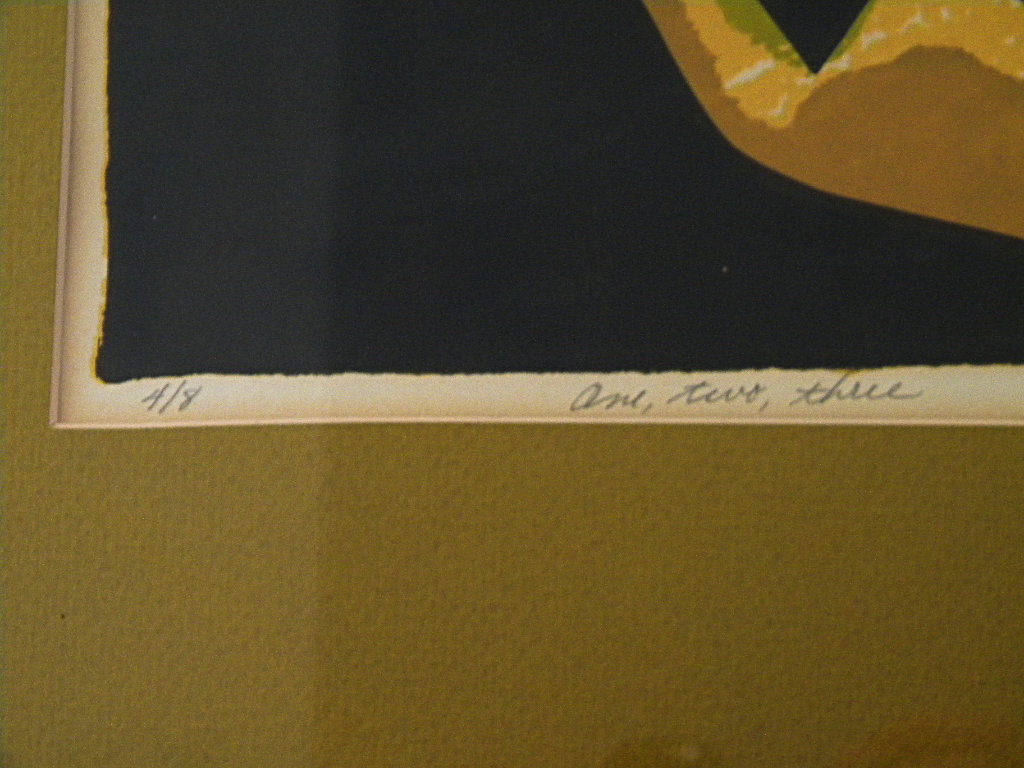 4/8 One, two, three